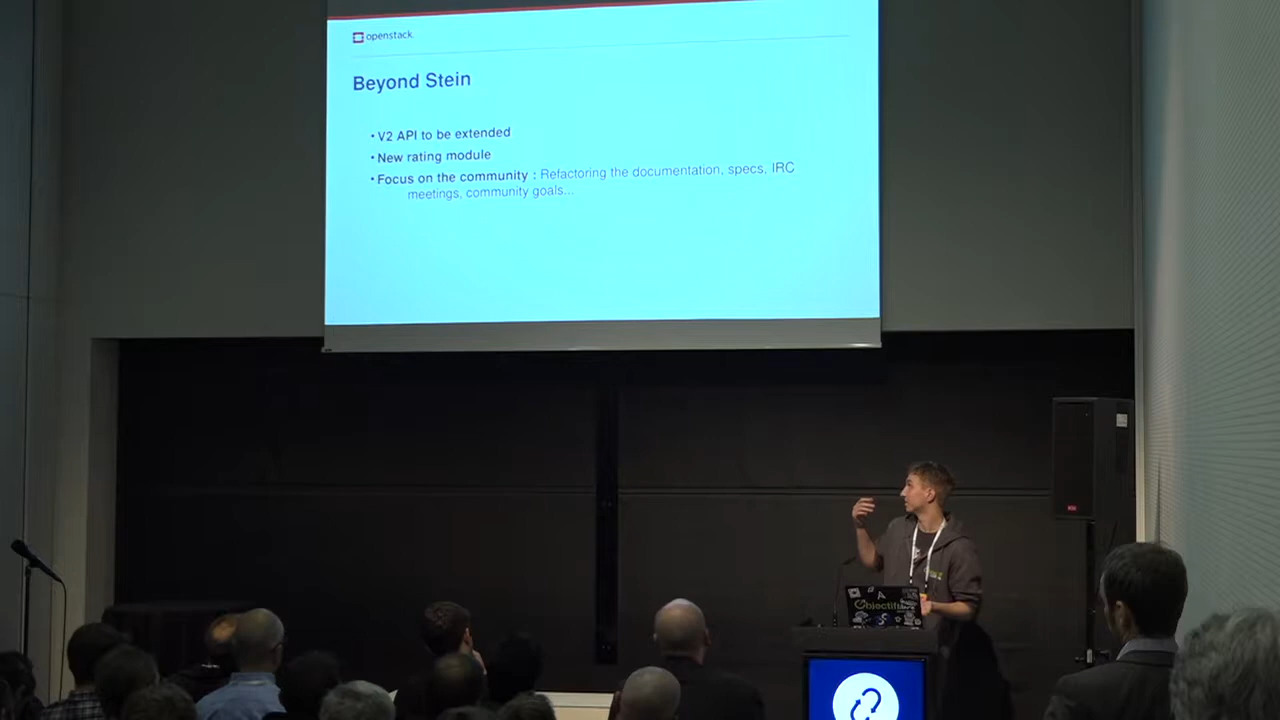 openstack.
Beyond Stein
• V2 API to be extended
• New rating module
• Focus on the community : Refactoring the documentation, specs, IRC
meetings, community goals...